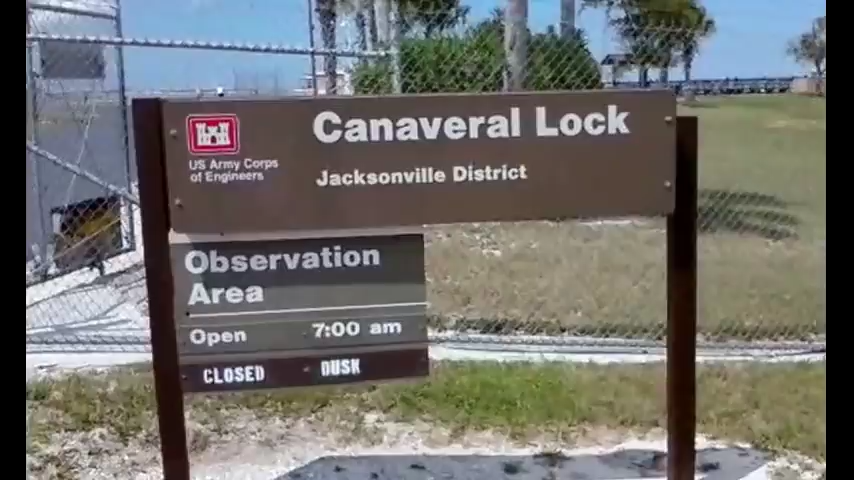 US Army Corps
of Engineers
Canaveral Lock
Jacksonville District
Observation
Area
Open 7:00 am
CLOSED DUSK